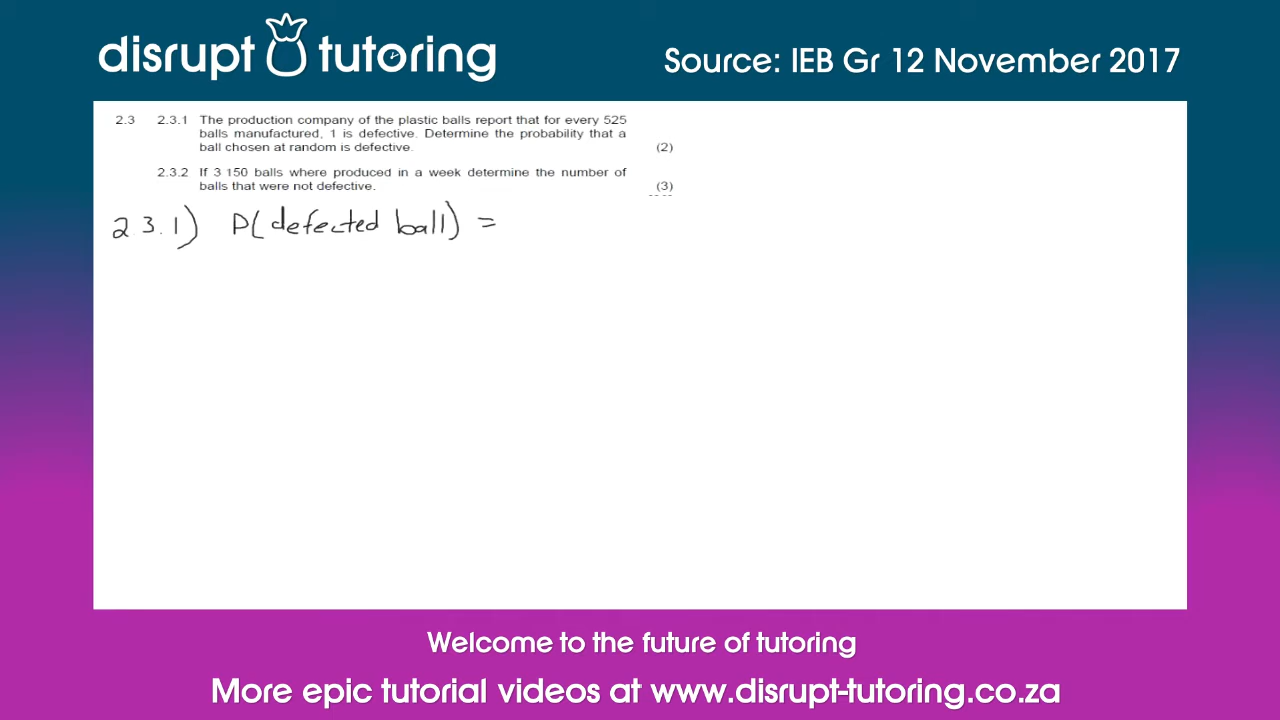 disrupt tutoring
Source: IEB Gr 12 November 2017
2.3 2.3.1 The production company of the plastic balls report that for every 525
balls manufactured, 1 is defective. Determine the probability that a
ball chosen at random is defective. (2)
2.3.2 If 3 150 balls where produced in a week determine the number of
balls that were not defective. (3)
2 3.1) P(defected ball) =
Welcome to the future of tutoring
More epic tutorial videos at www.disrupt-tutoring.co.za